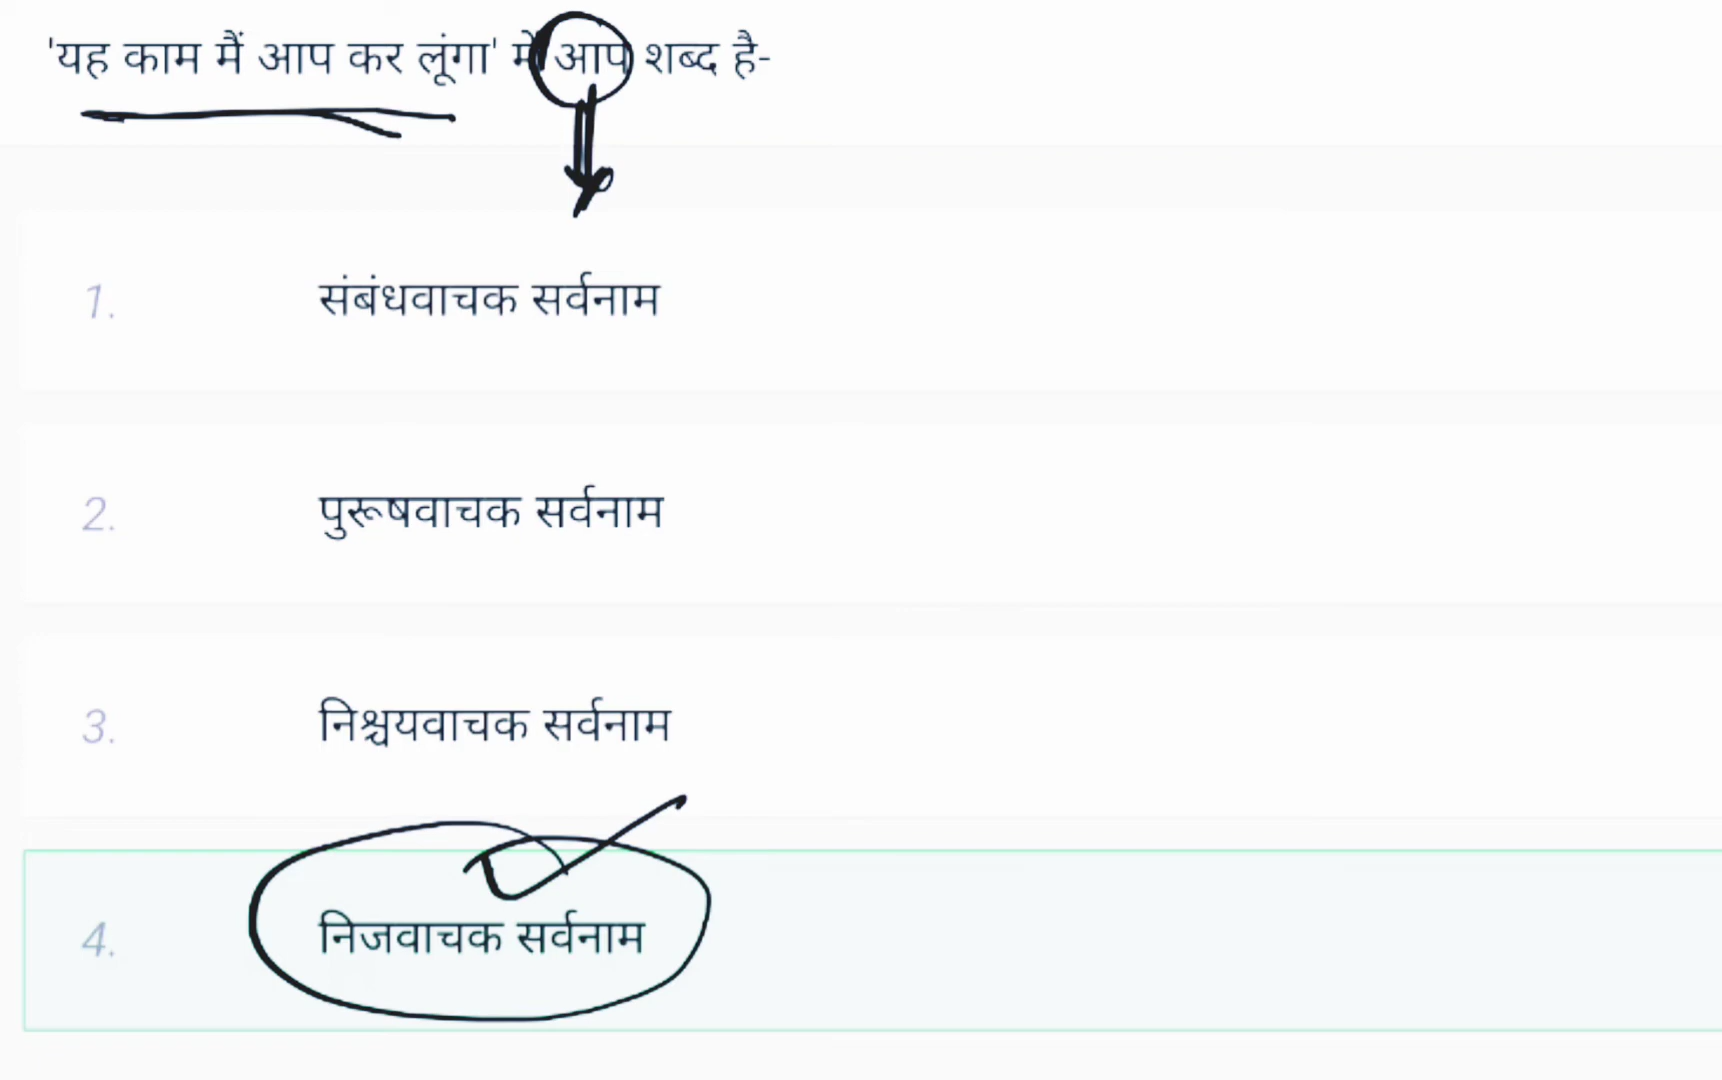 'यह काम मैं आप कर लूंगा' में आप शब्द है-
1. संबंधवाचक सर्वनाम
2. पुरूषवाचक सर्वनाम
3. निश्चयवाचक सर्वनाम
4. निजवाचक सर्वनाम